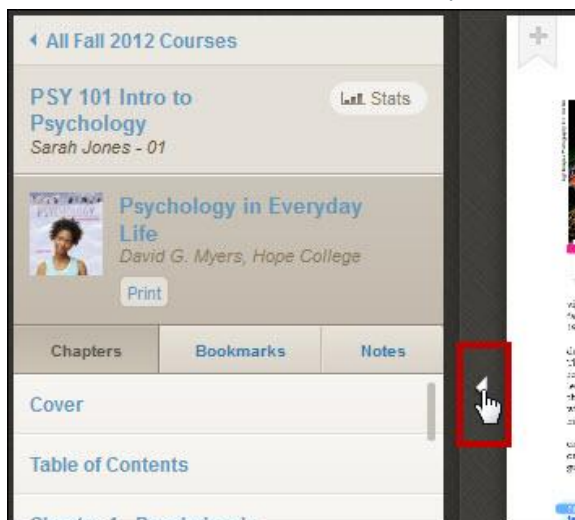 All Fall 2012 Courses
PSY 101 Intro to
Psychology
Sarah Jones - 01
Stats
Psychology in Everyday
Life
David G. Myers, Hope College
Print
Chapters Bookmarks Notes
Cover
Table of Contents